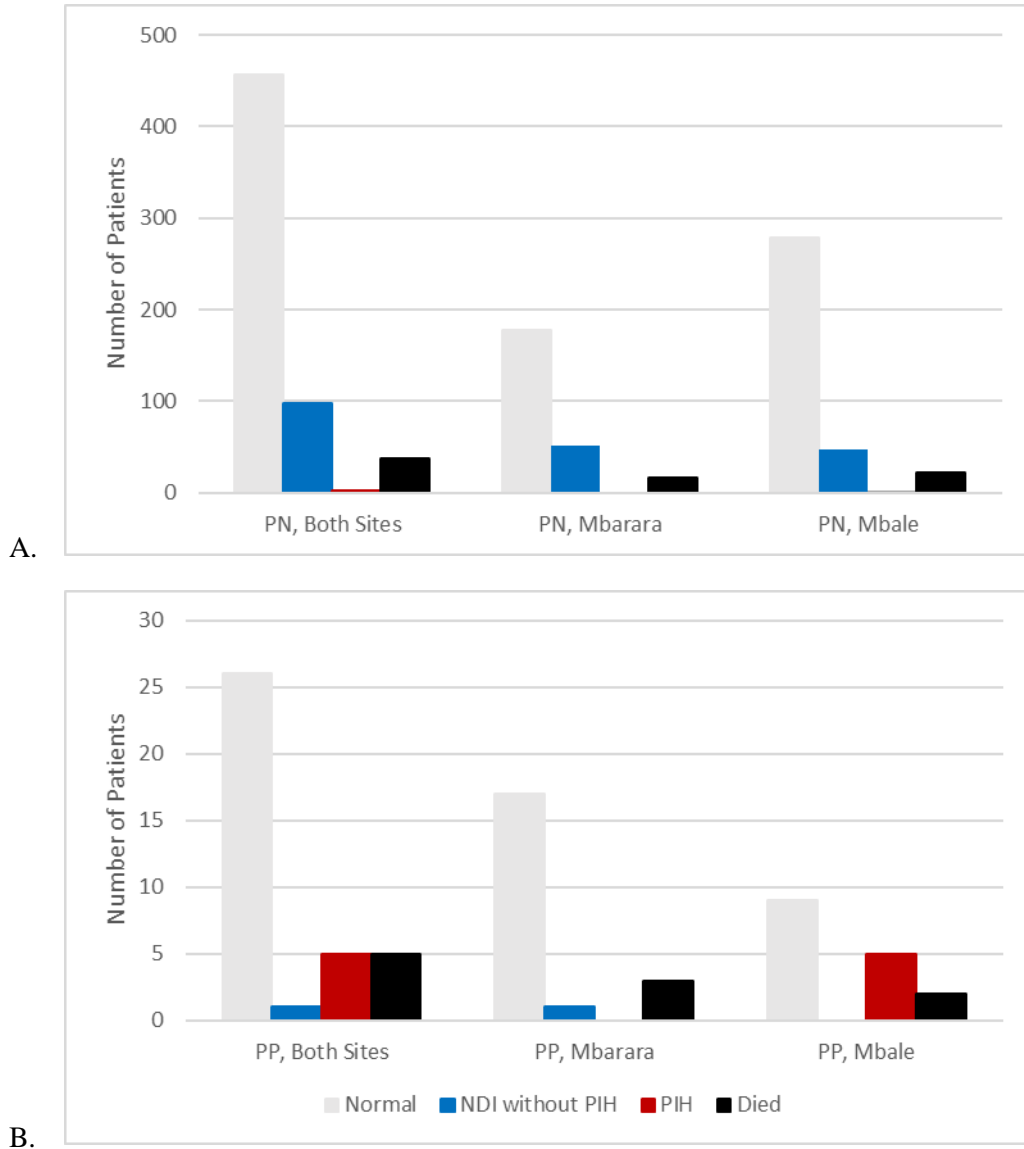 500
400
300
200
100
0
Number of Patients
PN, Both Sites PN, Mbarara PN, Mbale
A.
30
25
20
15
10
5
0
Number of Patients
PP, Both Sites PP, Mbarara PP, Mbale
Normal NDI without PIH PIH Died
B.